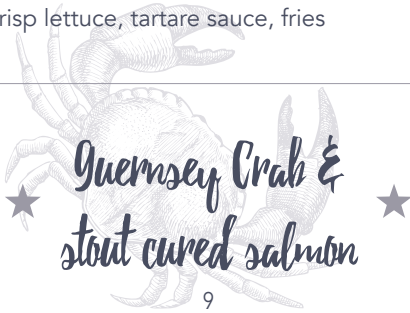 risp lettuce, tartare sauce, fries
Guernsey Crab &
stout cured salmon
9